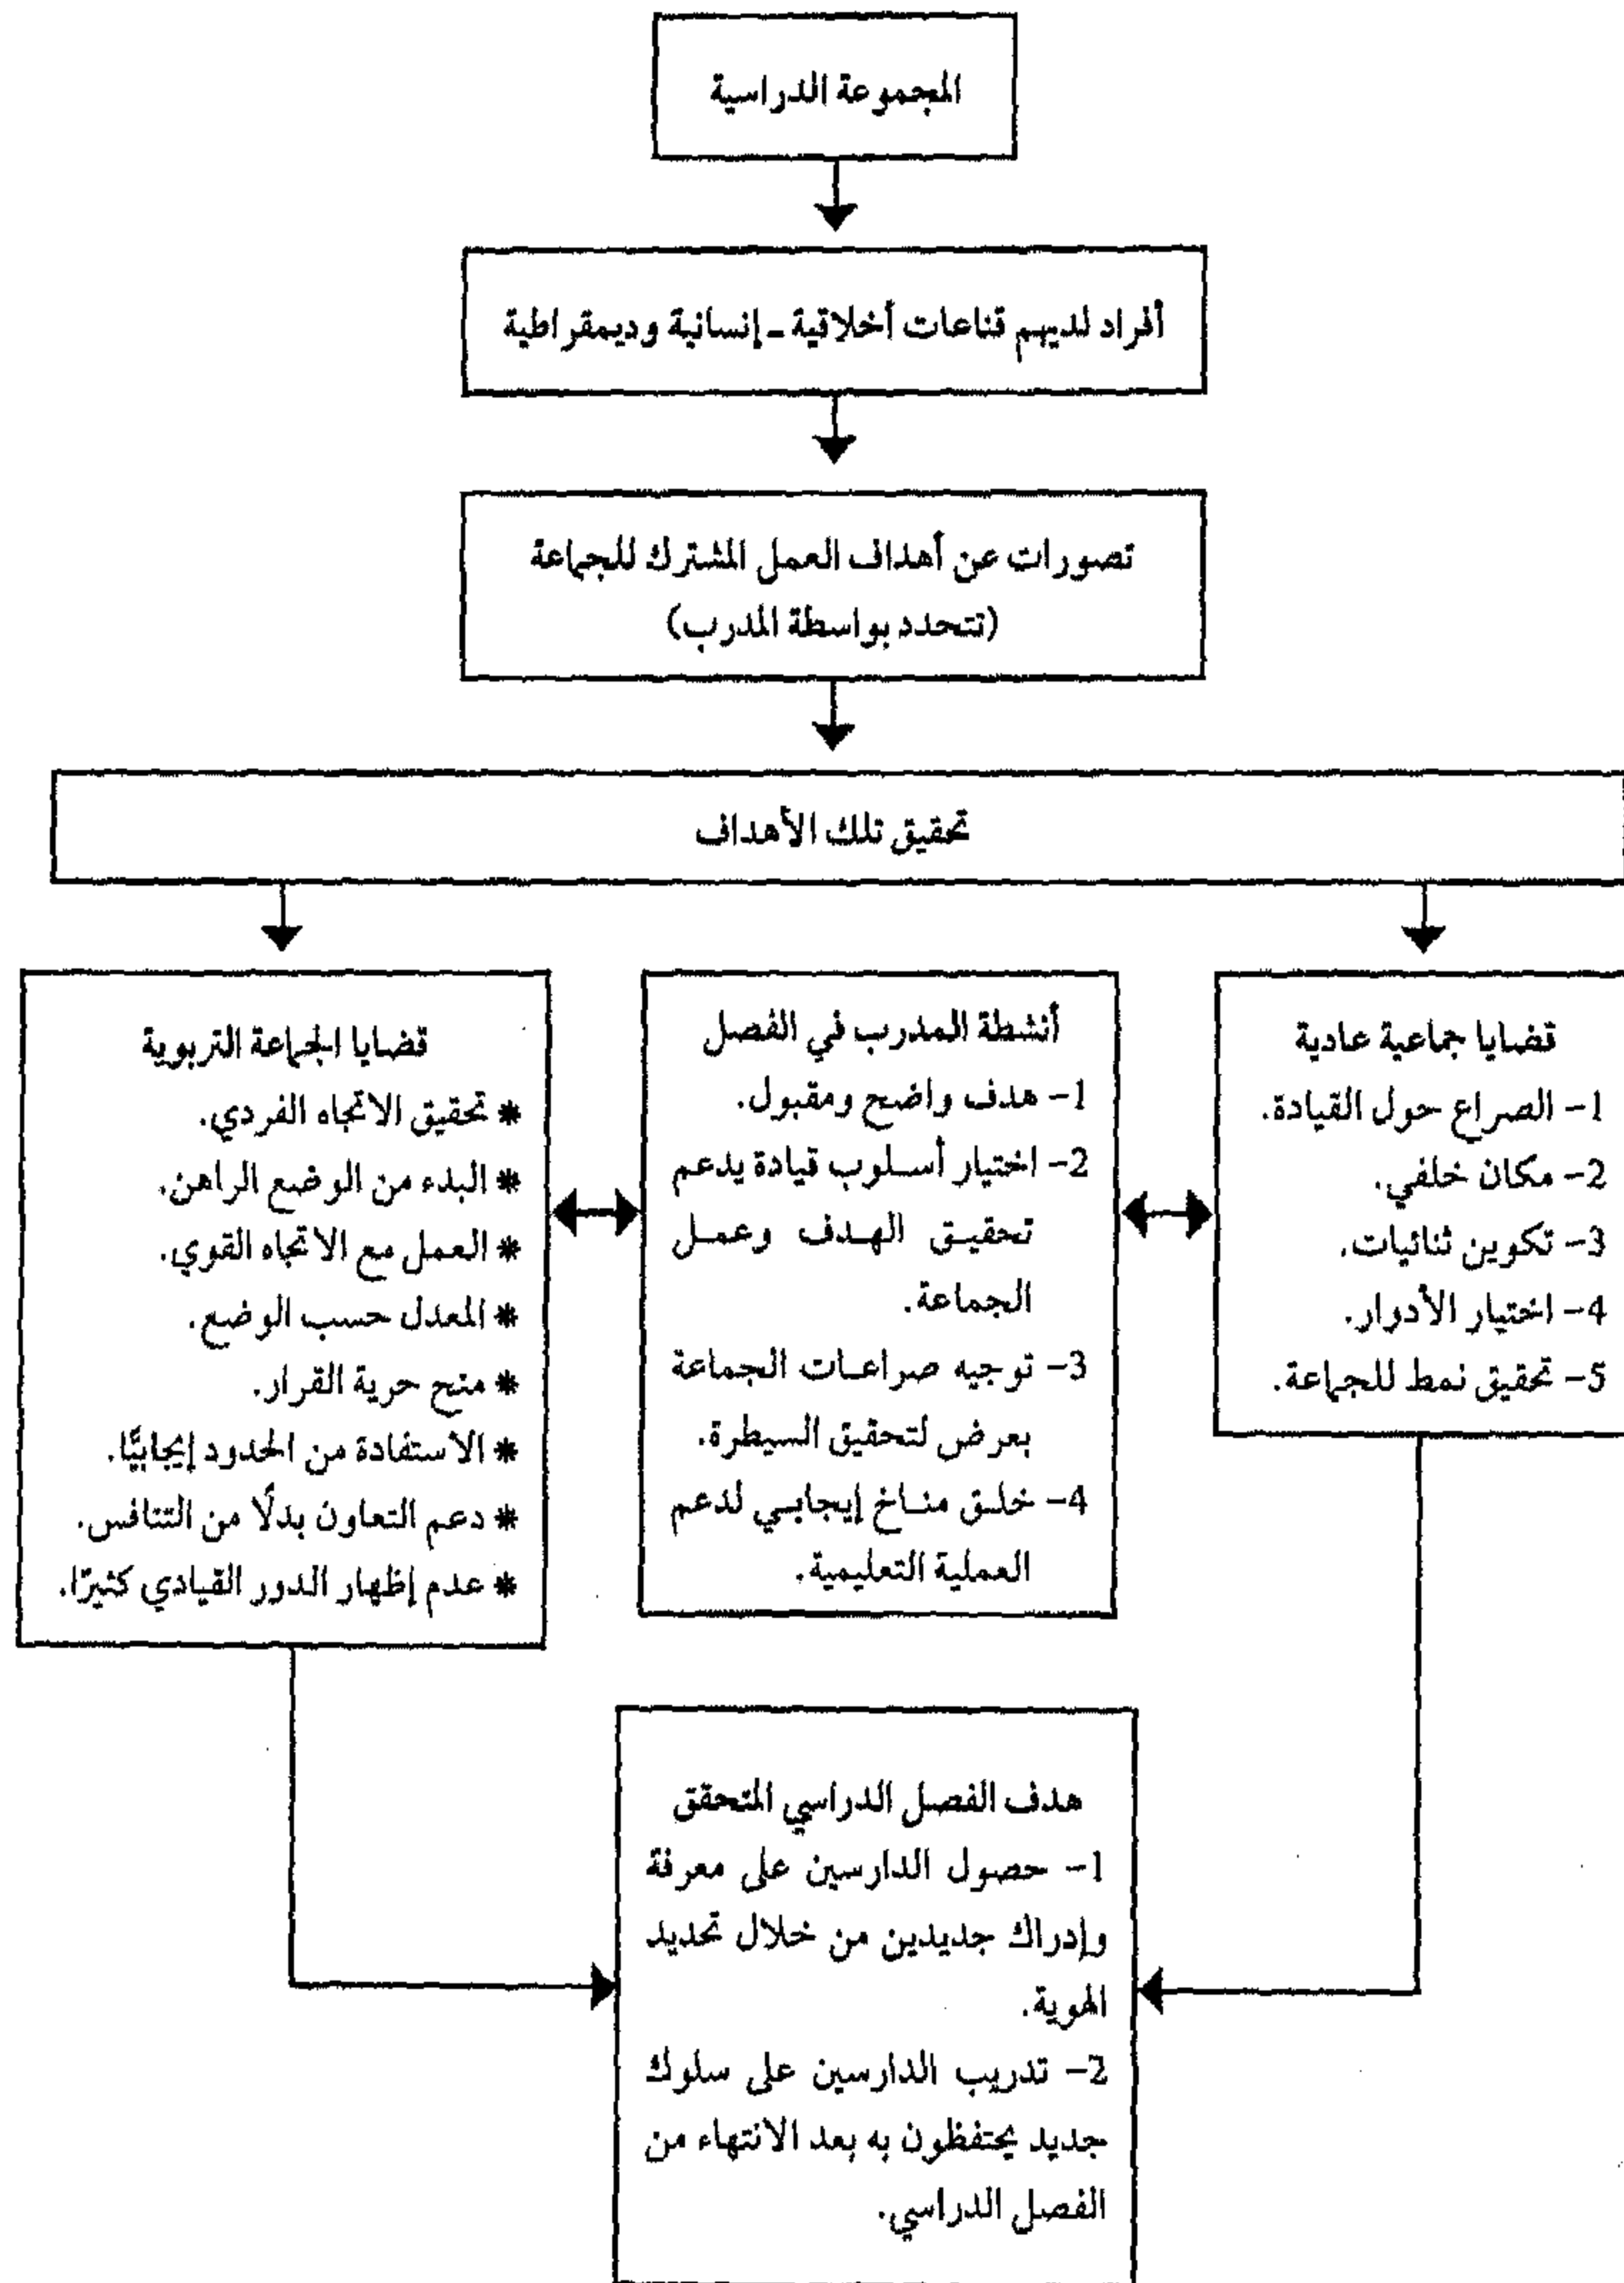 المجموعة الدراسية
أفراد لديهم قناعات أخلاقية ـ إنسانية وديمقراطية
تصورات عن أهداف العمل المشترك للجماعة
(تتحدد بواسطة المدرب)
تحقيق تلك الأهداف
قضايا جماعية عادية
1- الصراع حول القيادة.
2- مكان خلفي.
3- تكوين ثنائيات.
4- اختيار الأدوار.
5- تحقيق نمط للجماعة.
أنشطة المدرب في الفصل
1- هدف واضح ومقبول.
2- اختيار أسلوب قيادة يدعم
تحقيق الهدف وعمل
الجماعة.
3- توجيه صراعات الجماعة
بعرض لتحقيق السيطرة.
4- خلق مناخ إيجابي لدعم
العملية التعليمية.
قضايا الجماعة التربوية
* تحقيق الاتجاه الفردي.
* البدء من الوضع الراهن.
* العمل مع الاتجاه القوي.
* المعدل حسب الوضع.
* منح حرية القرار.
* الاستفادة من الحدود إيجابيًّا.
* دعم التعاون بدلًا من التنافس.
* عدم إظهار الدور القيادي كثيرًا.
هدف الفصل الدراسي المتحقق
1- حصول الدارسين على معرفة
وإدراك جديدين من خلال تحديد
الهوية.
2- تدريب الدارسين على سلوك
جديد يحتفظون به بعد الانتهاء من
الفصل الدراسي.